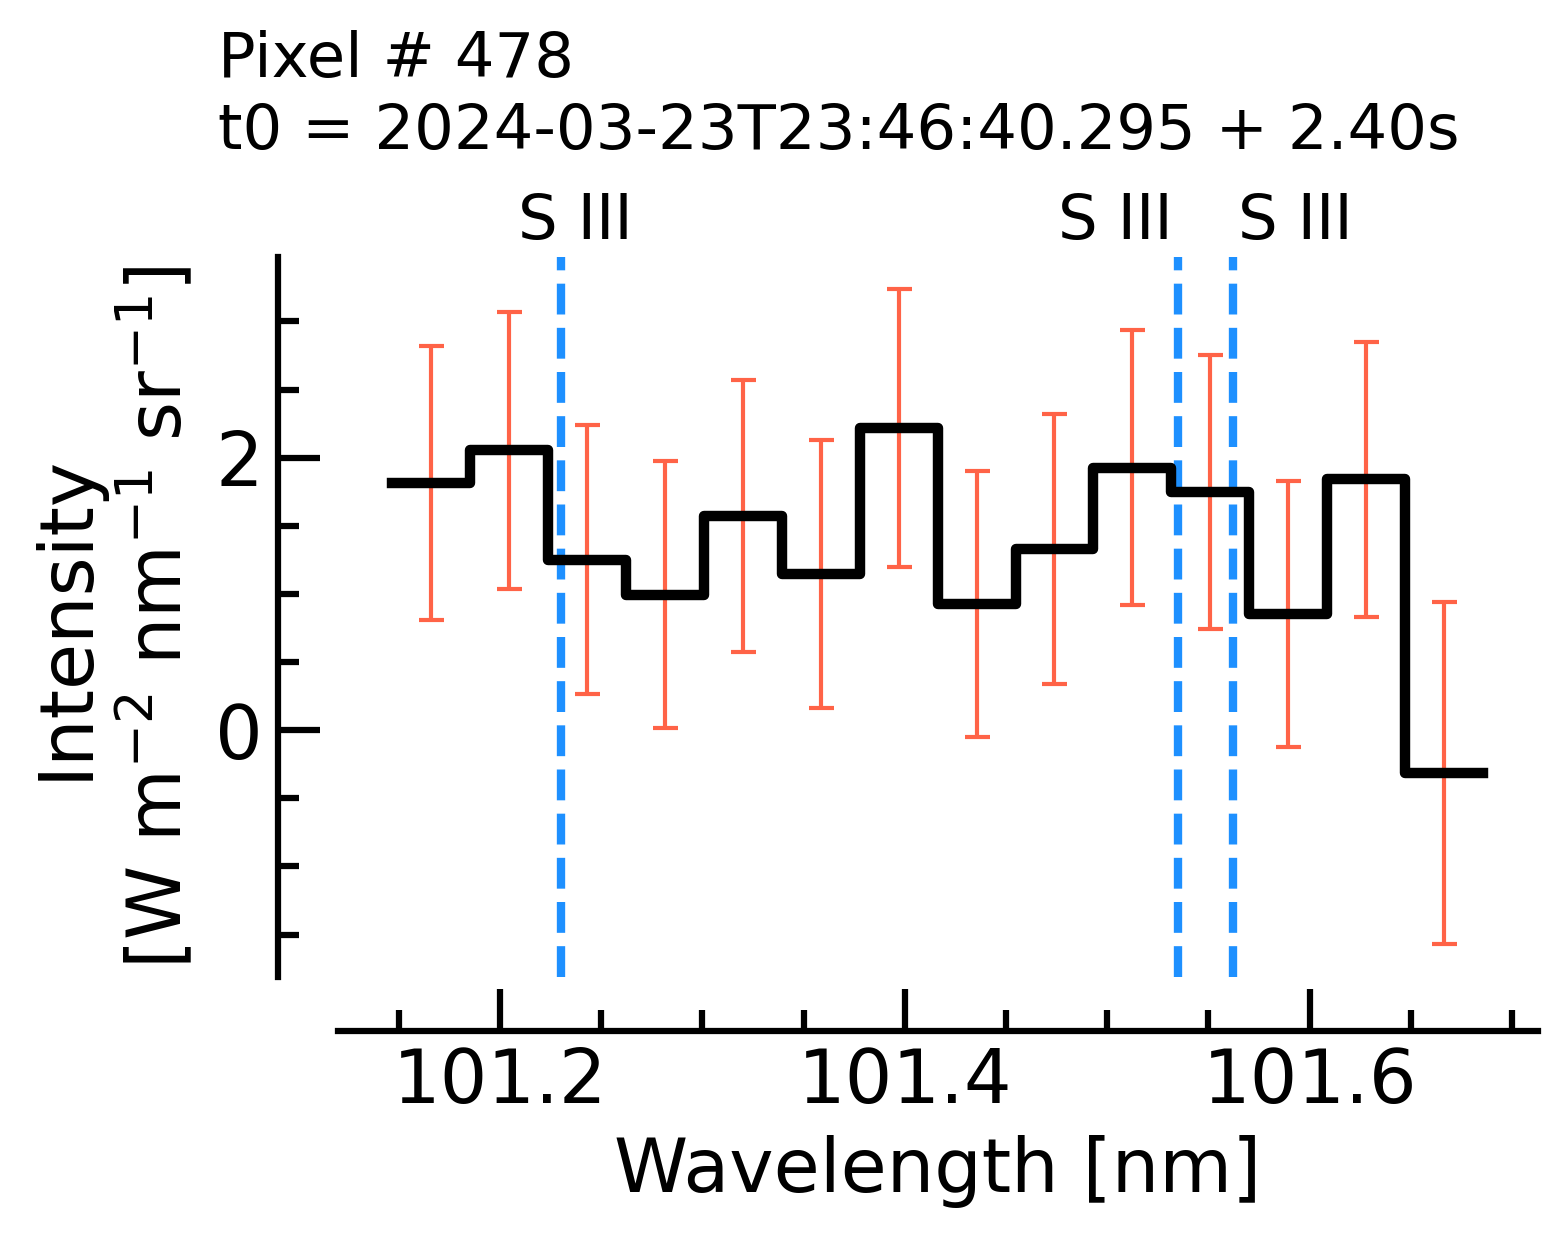 Pixel # 478
t0 = 2024-03-23T23:46:40.295 + 2.40s
S III S III S III
Intensity
[W m⁻² nm⁻¹ sr⁻¹]
2
0
101.2 101.4 101.6
Wavelength [nm]